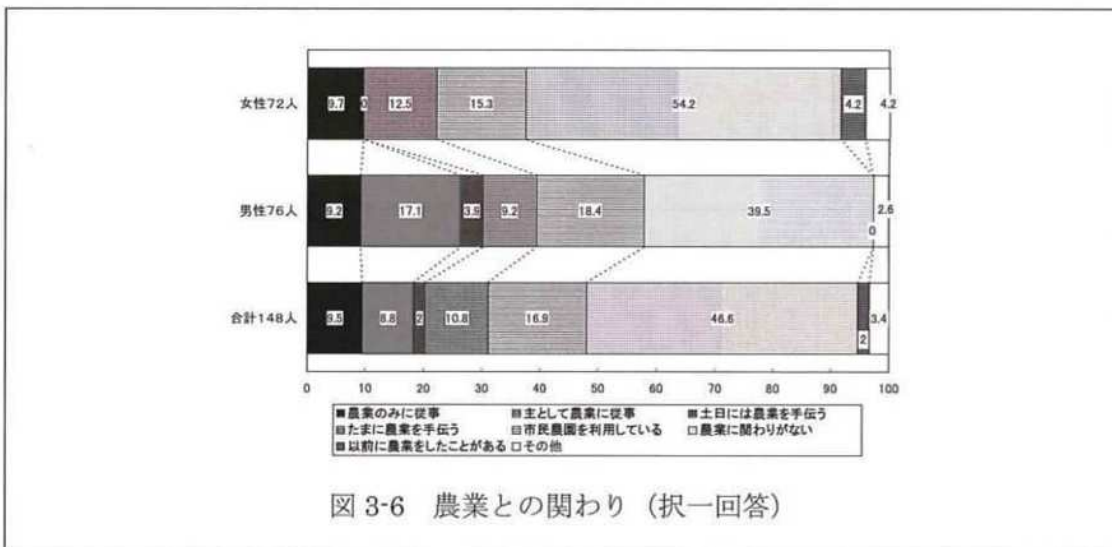 女性72人 9.7 0 12.5 15.3 54.2 4.2 4.2
男性76人 9.2 17.1 3.9 9.2 18.4 39.5 0 2.6
合計148人 9.5 8.8 2 10.8 16.9 46.6 2 3.4
0 10 20 30 40 50 60 70 80 90 100
■農業のみに従事 ■主として農業に従事 ■土日には農業を手伝う
■たまに農業を手伝う ■市民農園を利用している □農業に関わりがない
■以前に農業をしたことがある □その他
図 3-6 農業との関わり（択一回答）